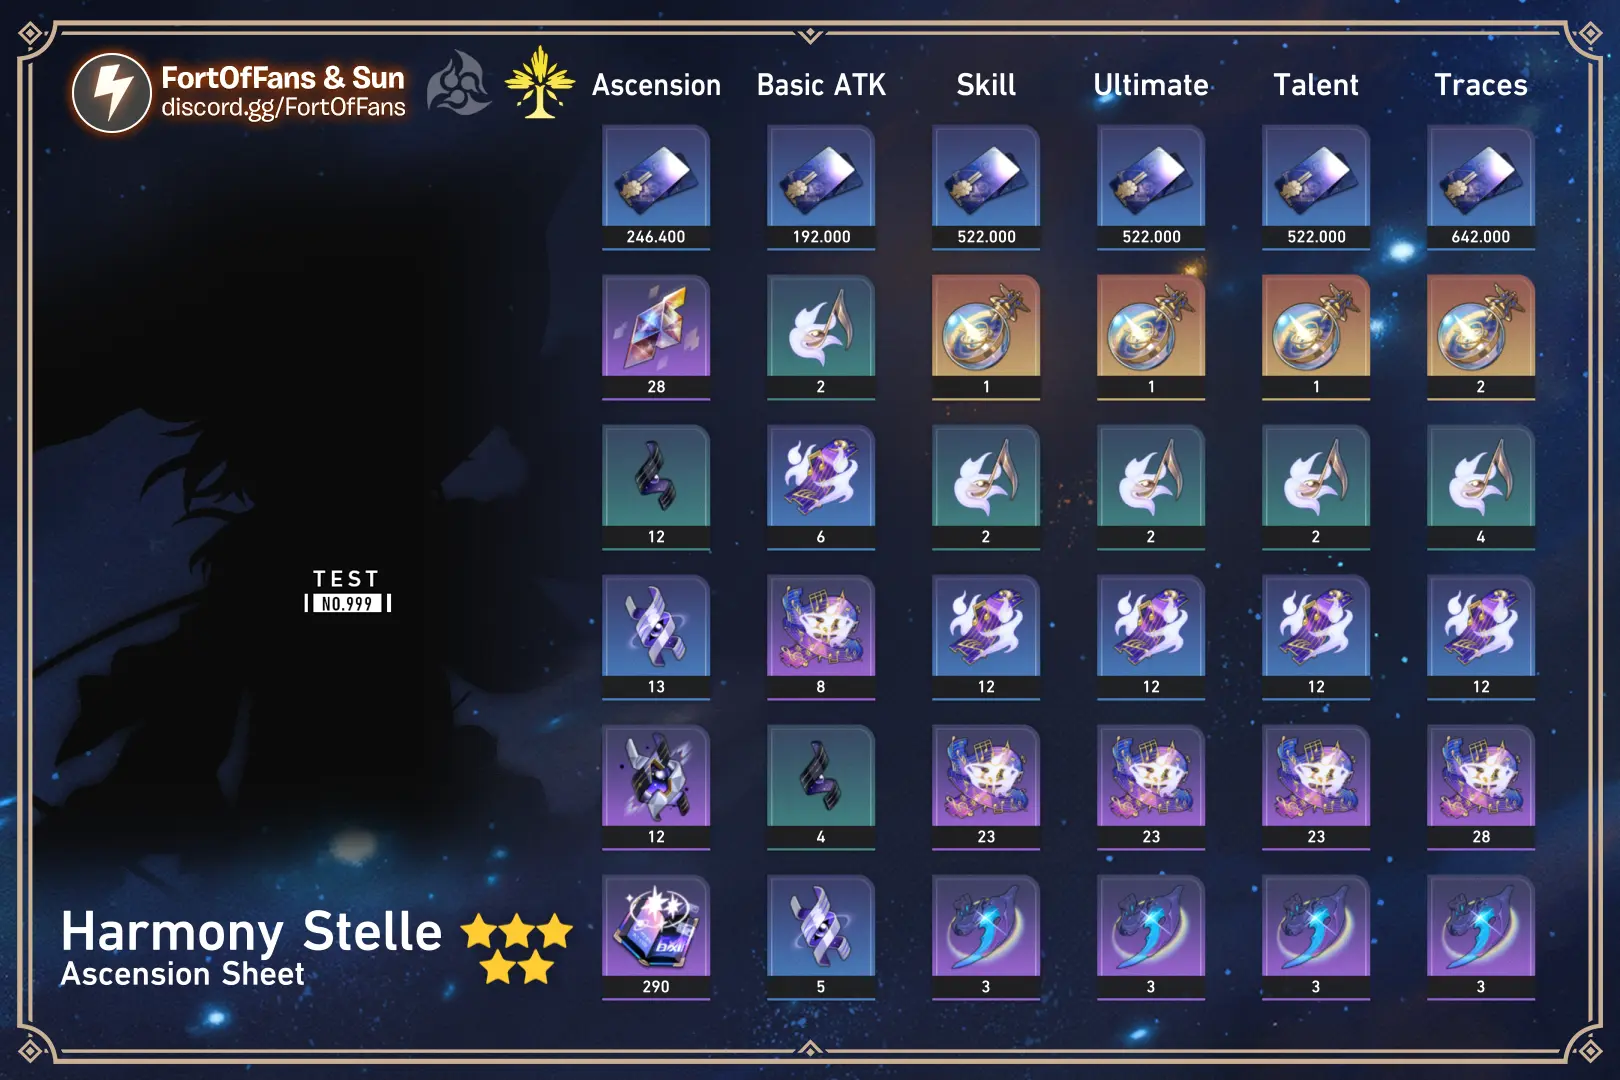 FortOfFans & Sun
discord.gg/FortOfFans
Ascension Basic ATK Skill Ultimate Talent Traces
246.400 192.000 522.000 522.000 522.000 642.000
28 2 1 1 1 2
12 6 2 2 2 4
TEST
NO.999
13 8 12 12 12 12
12 4 23 23 23 28
Harmony Stelle
Ascension Sheet
290 5 3 3 3 3